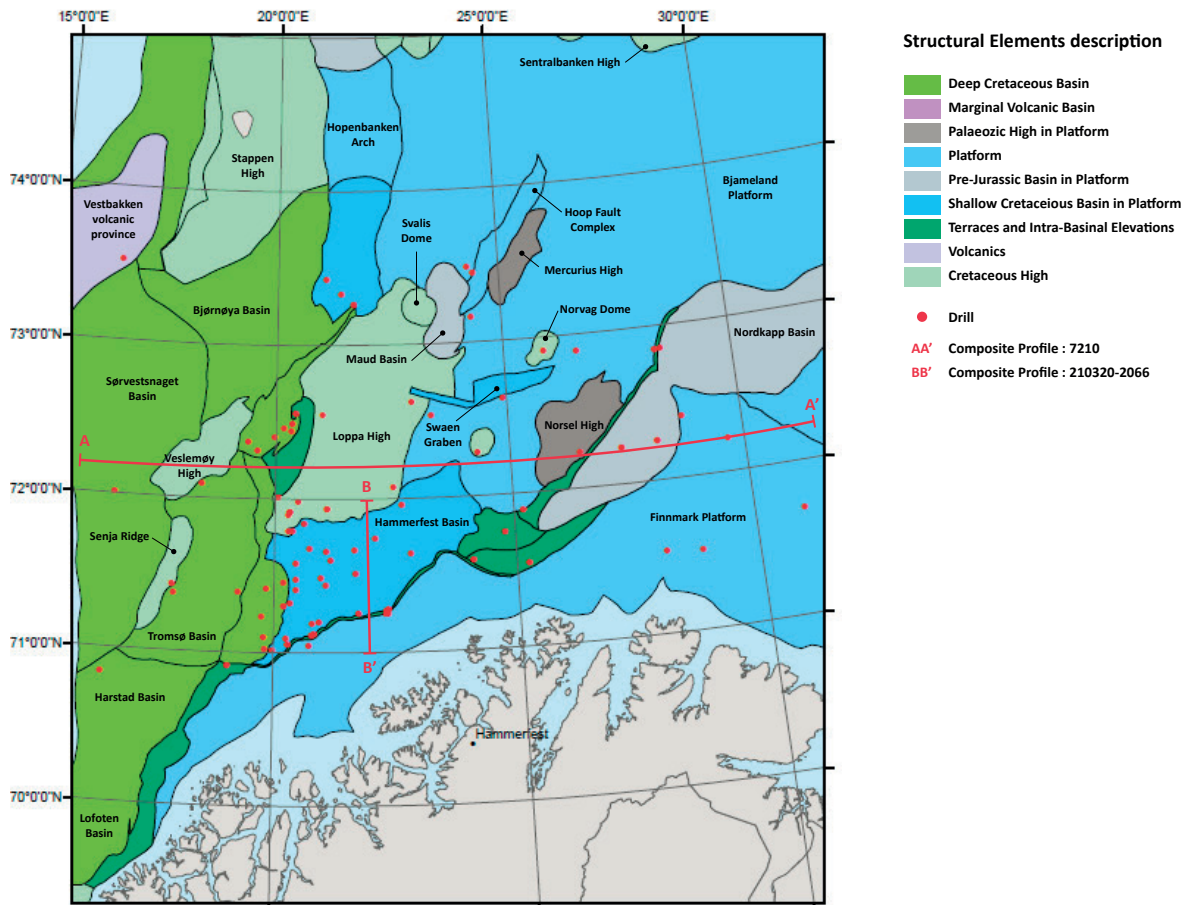 15°0'0"E
20°0'0"E
25°0'0"E
30°0'0"E
74°0'0"N
73°0'0"N
72°0'0"N
71°0'0"N
70°0'0"N
Sentralbanken High
Hopenbanken
Arch
Stappen
High
Bjameland
Platform
Vestbakken
volcanic
province
Svalis
Dome
Hoop Fault
Complex
Mercurius High
Bjørnøya Basin
Norvag Dome
Nordkapp Basin
Maud Basin
Sørvestsnaget
Basin
Swaen
Graben
Norsel High
Loppa High
A
A'
Veslemøy
High
B
Hammerfest Basin
Finnmark Platform
Senja Ridge
Tromsø Basin
B'
Harstad Basin
Hammerfest
Lofoten
Basin
Structural Elements description
Deep Cretaceous Basin
Marginal Volcanic Basin
Palaeozic High in Platform
Platform
Pre-Jurassic Basin in Platform
Shallow Cretaceious Basin in Platform
Terraces and Intra-Basinal Elevations
Volcanics
Cretaceous High
Drill
AA' Composite Profile : 7210
BB' Composite Profile : 210320-2066